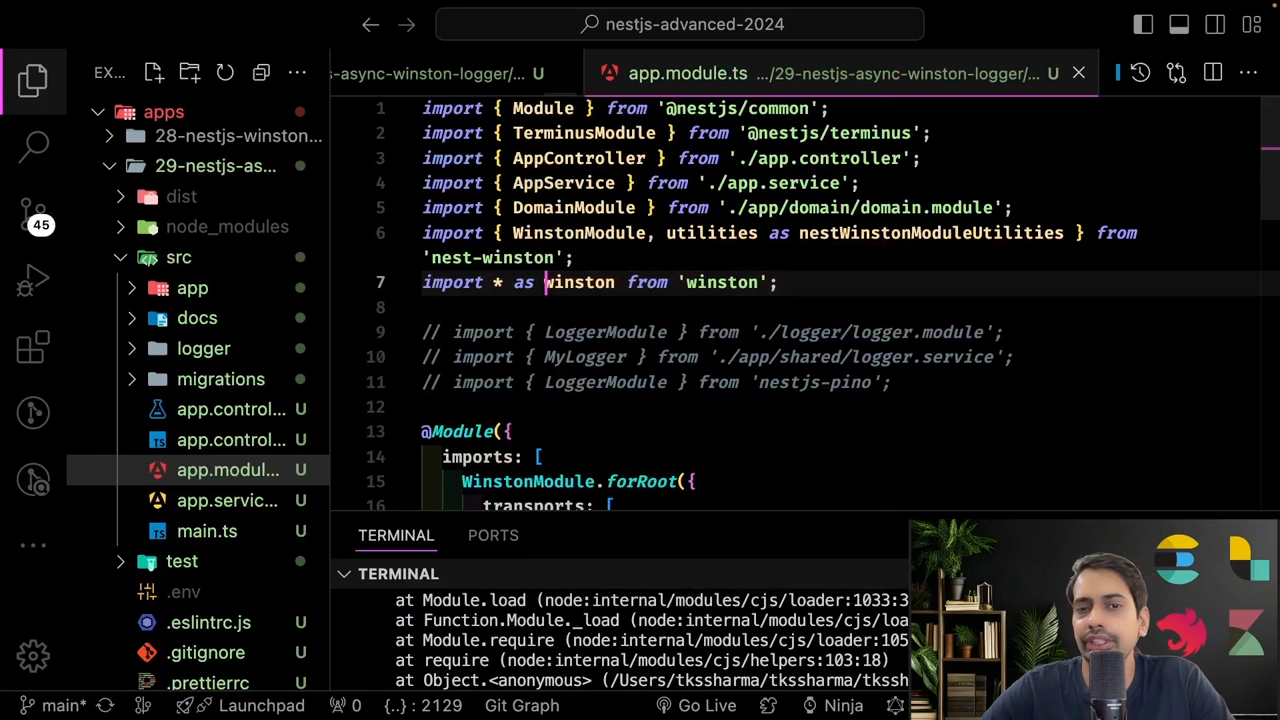 nestjs-advanced-2024
EX...
s-async-winston-logger/... U
app.module.ts .../29-nestjs-async-winston-logger/... U
apps
28-nestjs-winston...
29-nestjs-as...
dist
node_modules
src
app
docs
logger
migrations
app.control... U
app.control... U
app.modul... U
app.servic... U
main.ts U
test
.env
.eslintrc.js U
.gitignore U
.prettierrc U
45
1 import { Module } from '@nestjs/common';
2 import { TerminusModule } from '@nestjs/terminus';
3 import { AppController } from './app.controller';
4 import { AppService } from './app.service';
5 import { DomainModule } from './app/domain/domain.module';
6 import { WinstonModule, utilities as nestWinstonModuleUtilities } from
'nest-winston';
7 import * as winston from 'winston';
8
9 // import { LoggerModule } from './logger/logger.module';
10 // import { MyLogger } from './app/shared/logger.service';
11 // import { LoggerModule } from 'nestjs-pino';
12
13 @Module({
14 imports: [
15 WinstonModule.forRoot({
16 transports: [
TERMINAL PORTS
TERMINAL
at Module.load (node:internal/modules/cjs/loader:1033:3
at Function.Module._load (node:internal/modules/cjs/loa
at Module.require (node:internal/modules/cjs/loader:105
at require (node:internal/modules/cjs/helpers:103:18)
at Object.<anonymous> (/Users/tkssharma/tkssharma/tkssh
main* Launchpad 0 {..} : 2129 Git Graph Go Live Ninja